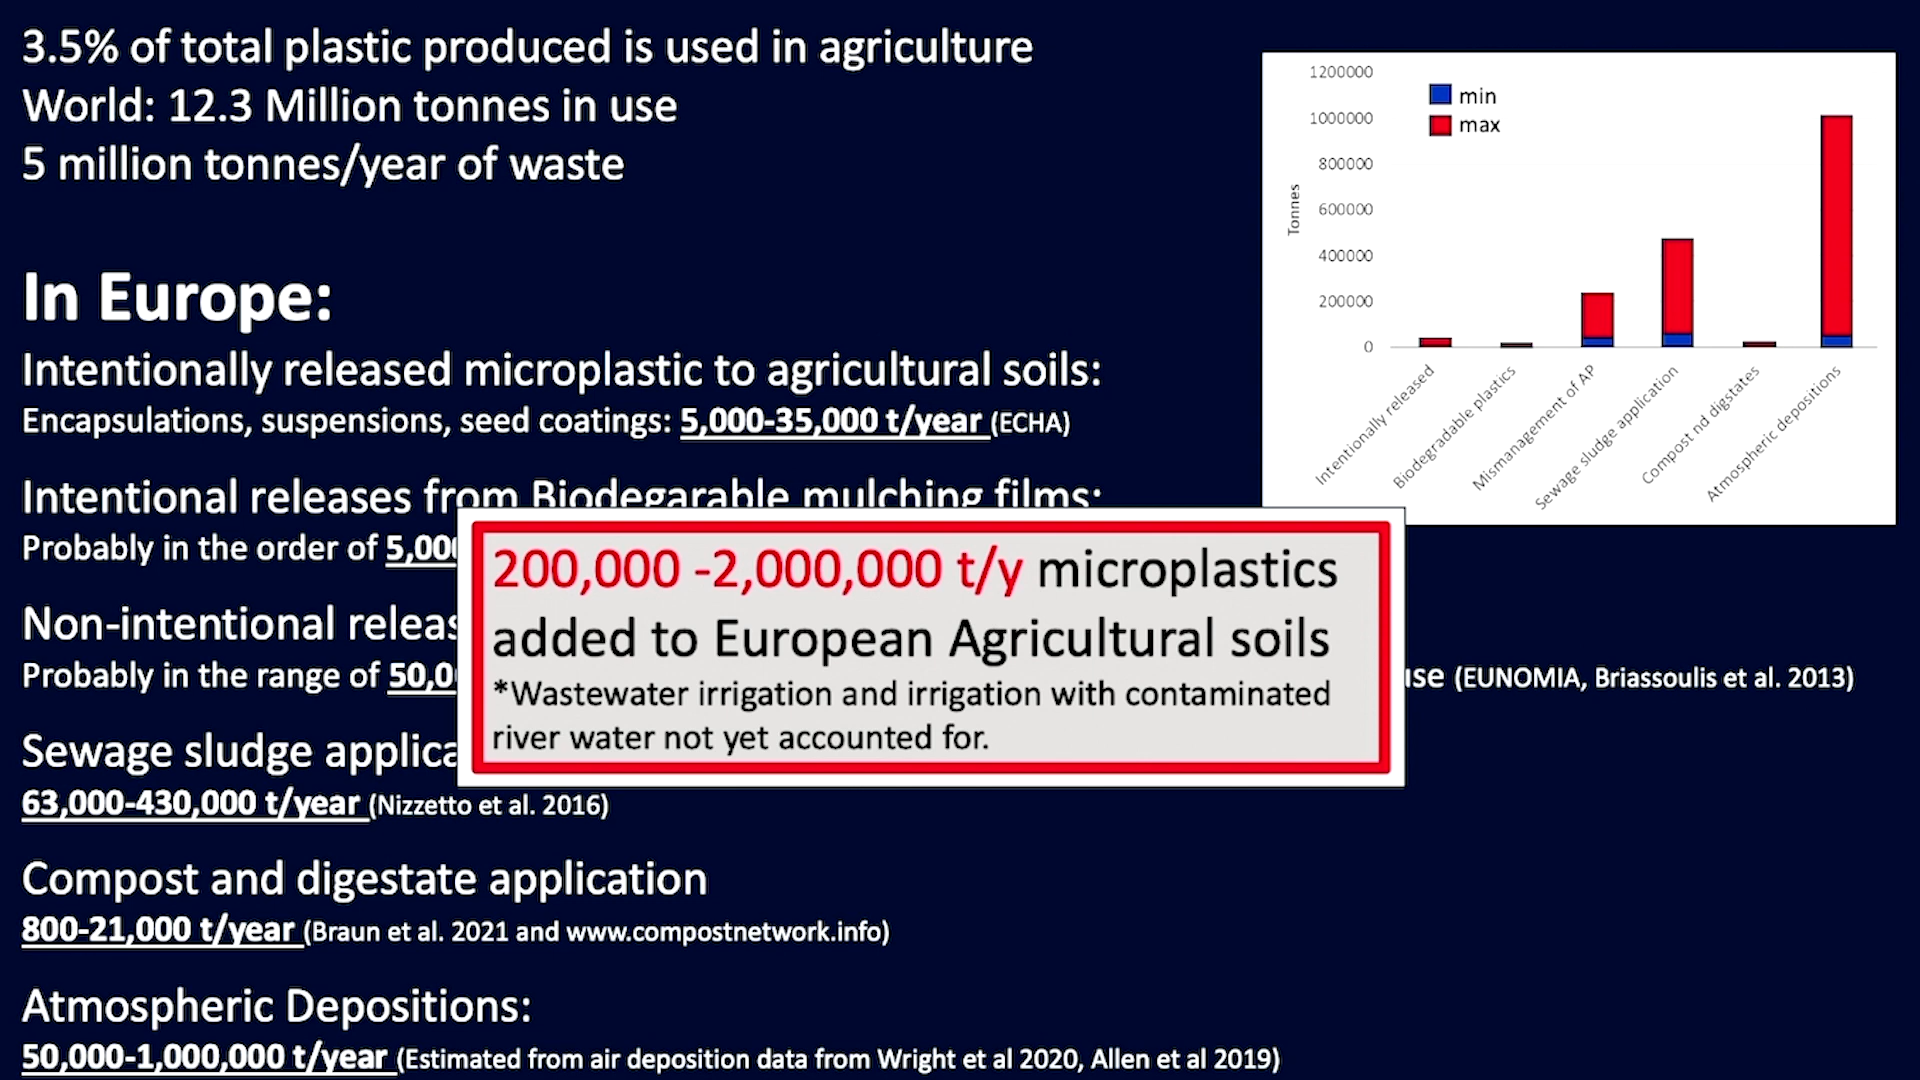 3.5% of total plastic produced is used in agriculture
World: 12.3 Million tonnes in use
5 million tonnes/year of waste
In Europe:
Intentionally released microplastic to agricultural soils:
Encapsulations, suspensions, seed coatings: 5,000-35,000 t/year (ECHA)
Intentional releases from Biodegarable mulching films:
Probably in the order of
Non-intentional
Probably in the range of
(EUNOMIA, Briassoulis et al. 2013)
Sewage sludge
63,000-430,000 t/year (Nizzetto et al. 2016)
Compost and digestate application
800-21,000 t/year (Braun et al. 2021 and www.compostnetwork.info)
Atmospheric Depositions:
50,000-1,000,000 t/year (Estimated from air deposition data from Wright et al 2020, Allen et al 2019)
200,000 -2,000,000 t/y microplastics
added to European Agricultural soils
*Wastewater irrigation and irrigation with contaminated
river water not yet accounted for.
min
max
Tonnes
1200000
1000000
800000
600000
400000
200000
0
Intentionally released
Biodegradable plastics
Mismanagement of AP
Sewage sludge application
Compost nd digstates
Atmospheric depositions